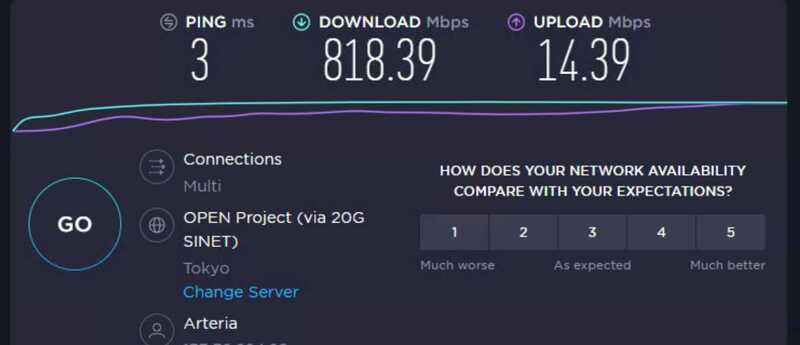 PING ms
DOWNLOAD Mbps
UPLOAD Mbps
3
818.39
14.39
Connections
Multi
OPEN Project (via 20G
SINET)
Tokyo
Change Server
Arteria
GO
HOW DOES YOUR NETWORK AVAILABILITY
COMPARE WITH YOUR EXPECTATIONS?
1
2
3
4
5
Much worse
As expected
Much better